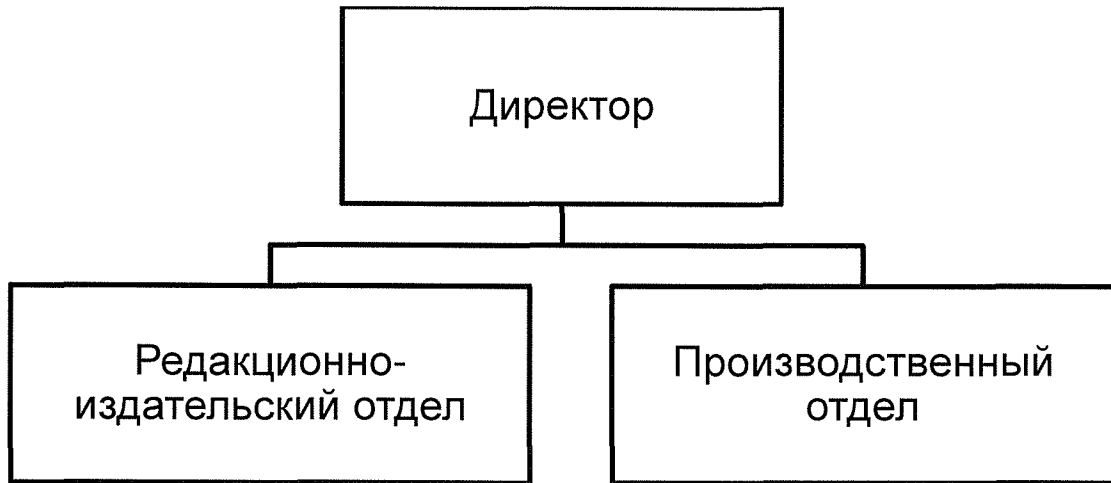 Директор
Редакционно-
издательский отдел
Производственный
отдел